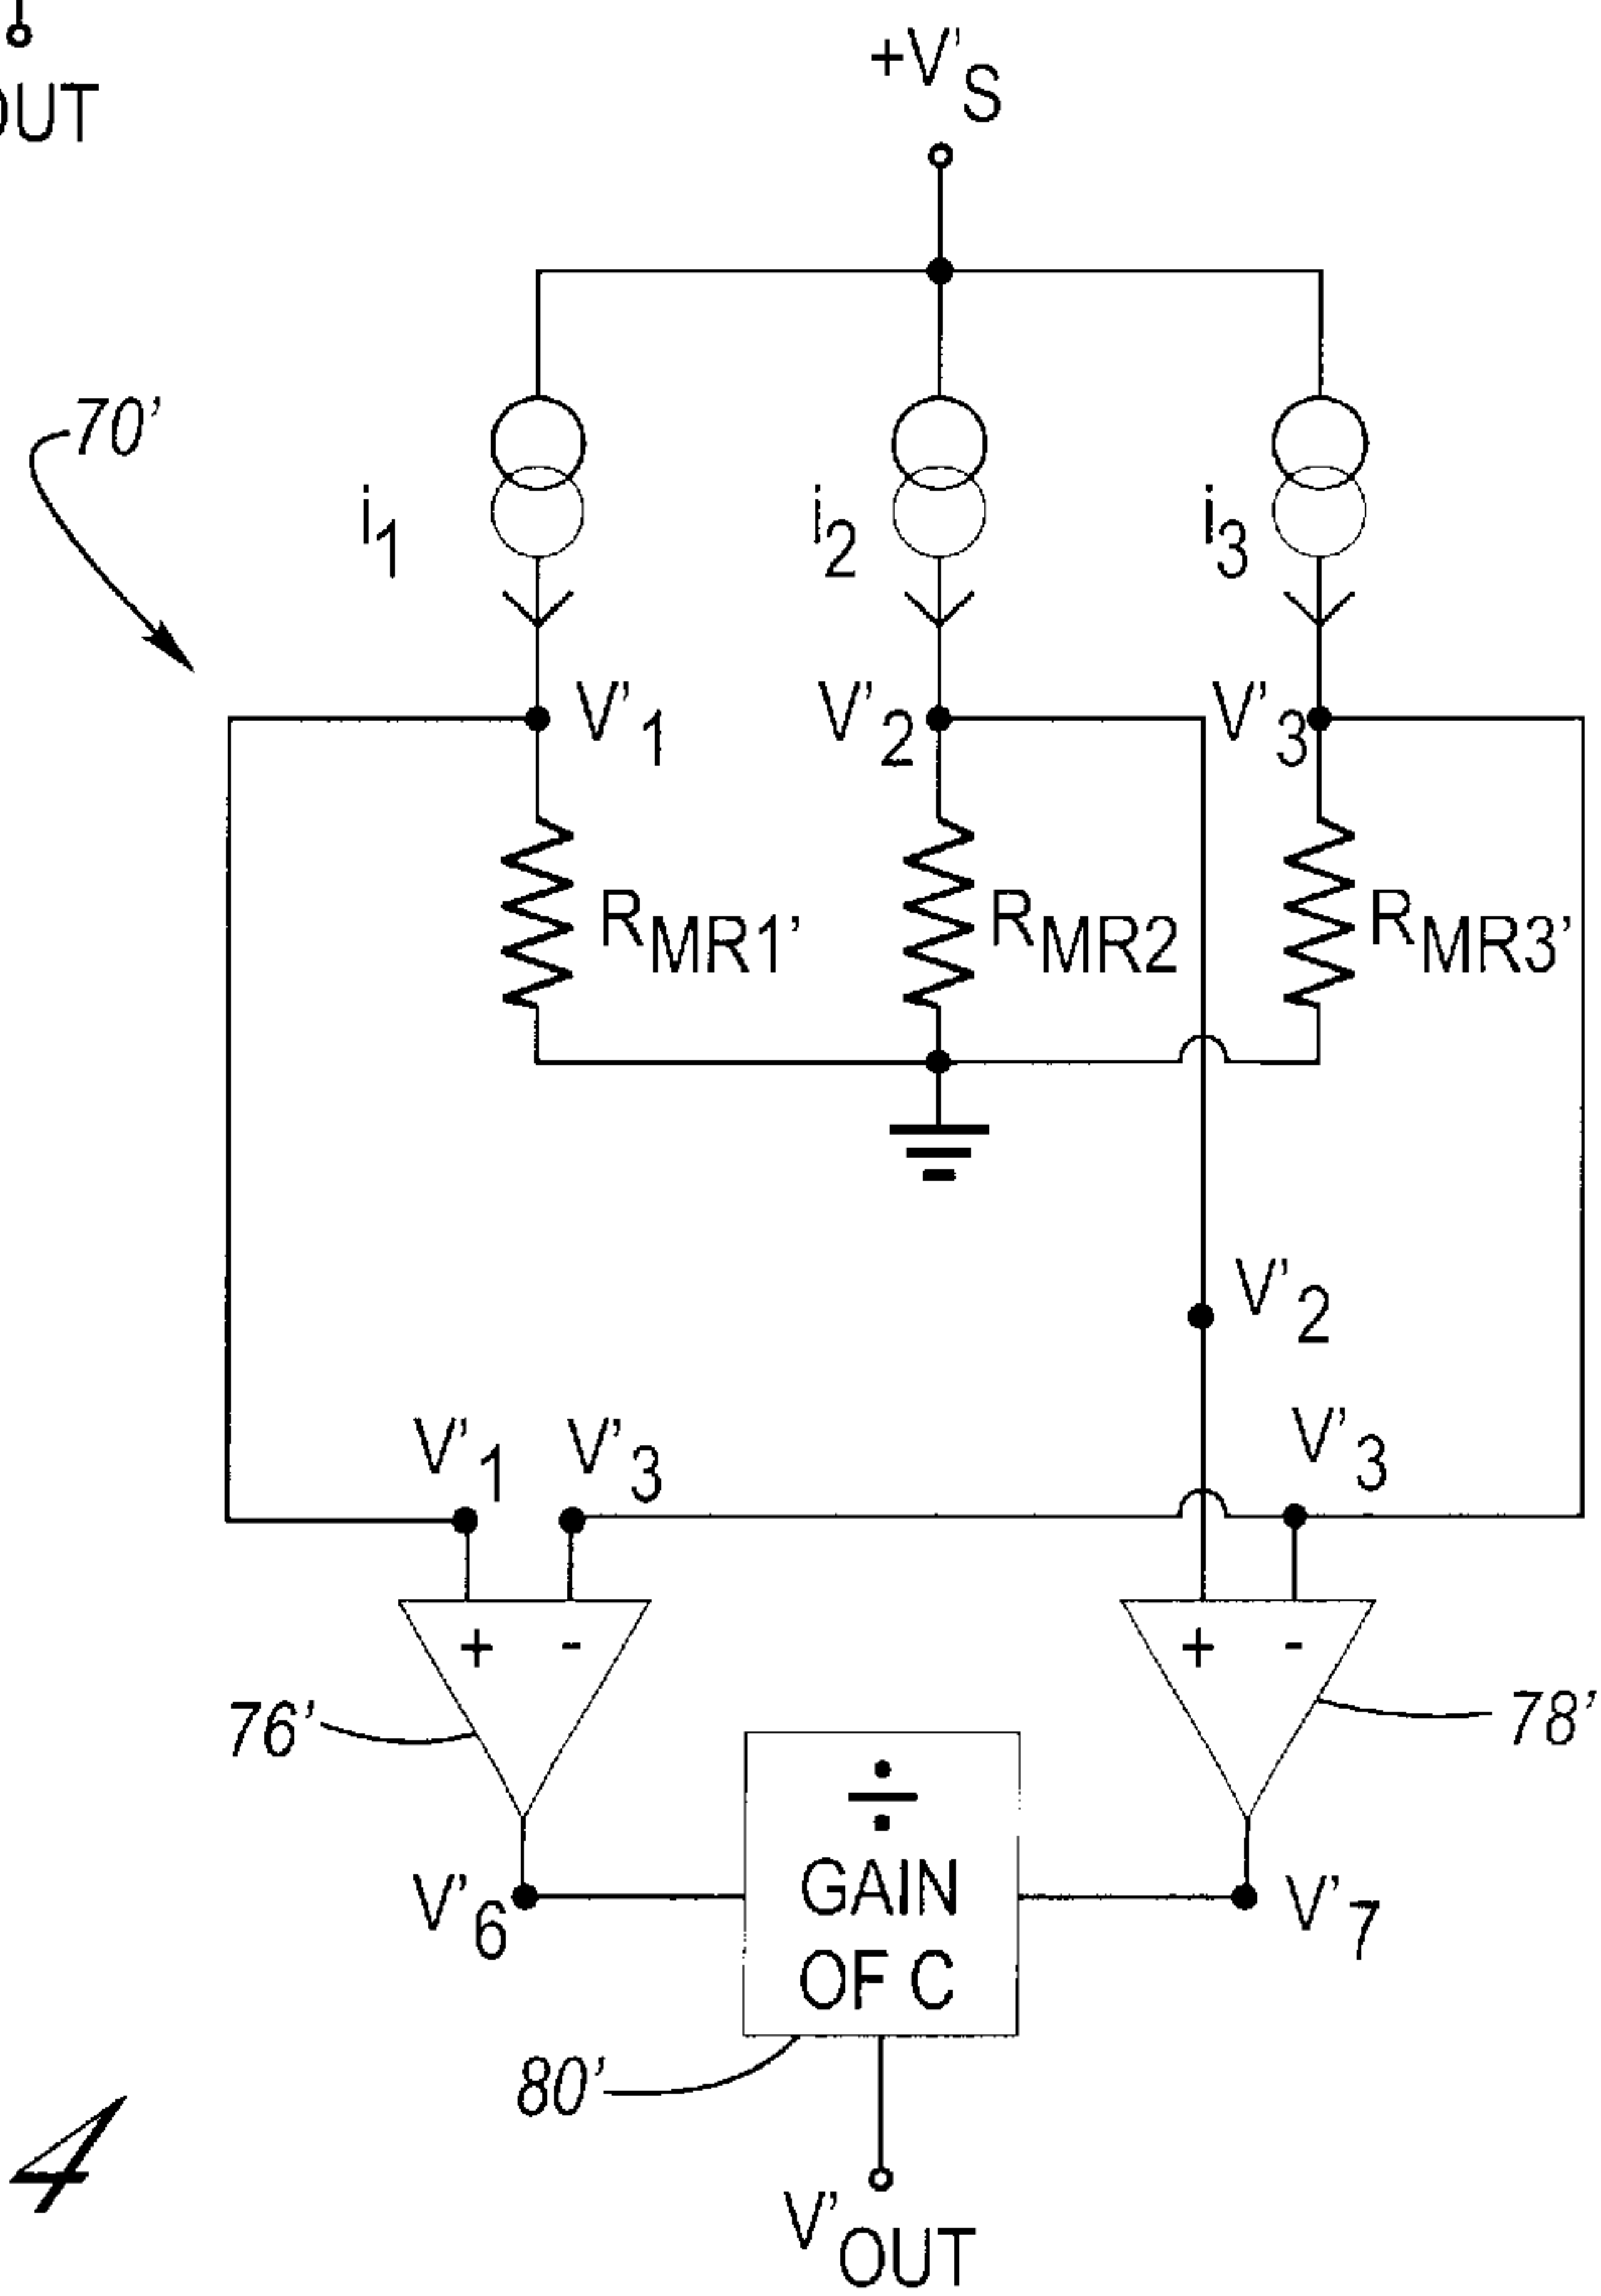 OUT
+V'S
70'
i1
i2
i3
V'1
V'2
V'3
RMR1'
RMR2
RMR3'
V'2
V'1
V'3
V'3
+
-
+
-
76'
78'
÷
GAIN
OF C
V'6
V'7
80'
4
V'OUT